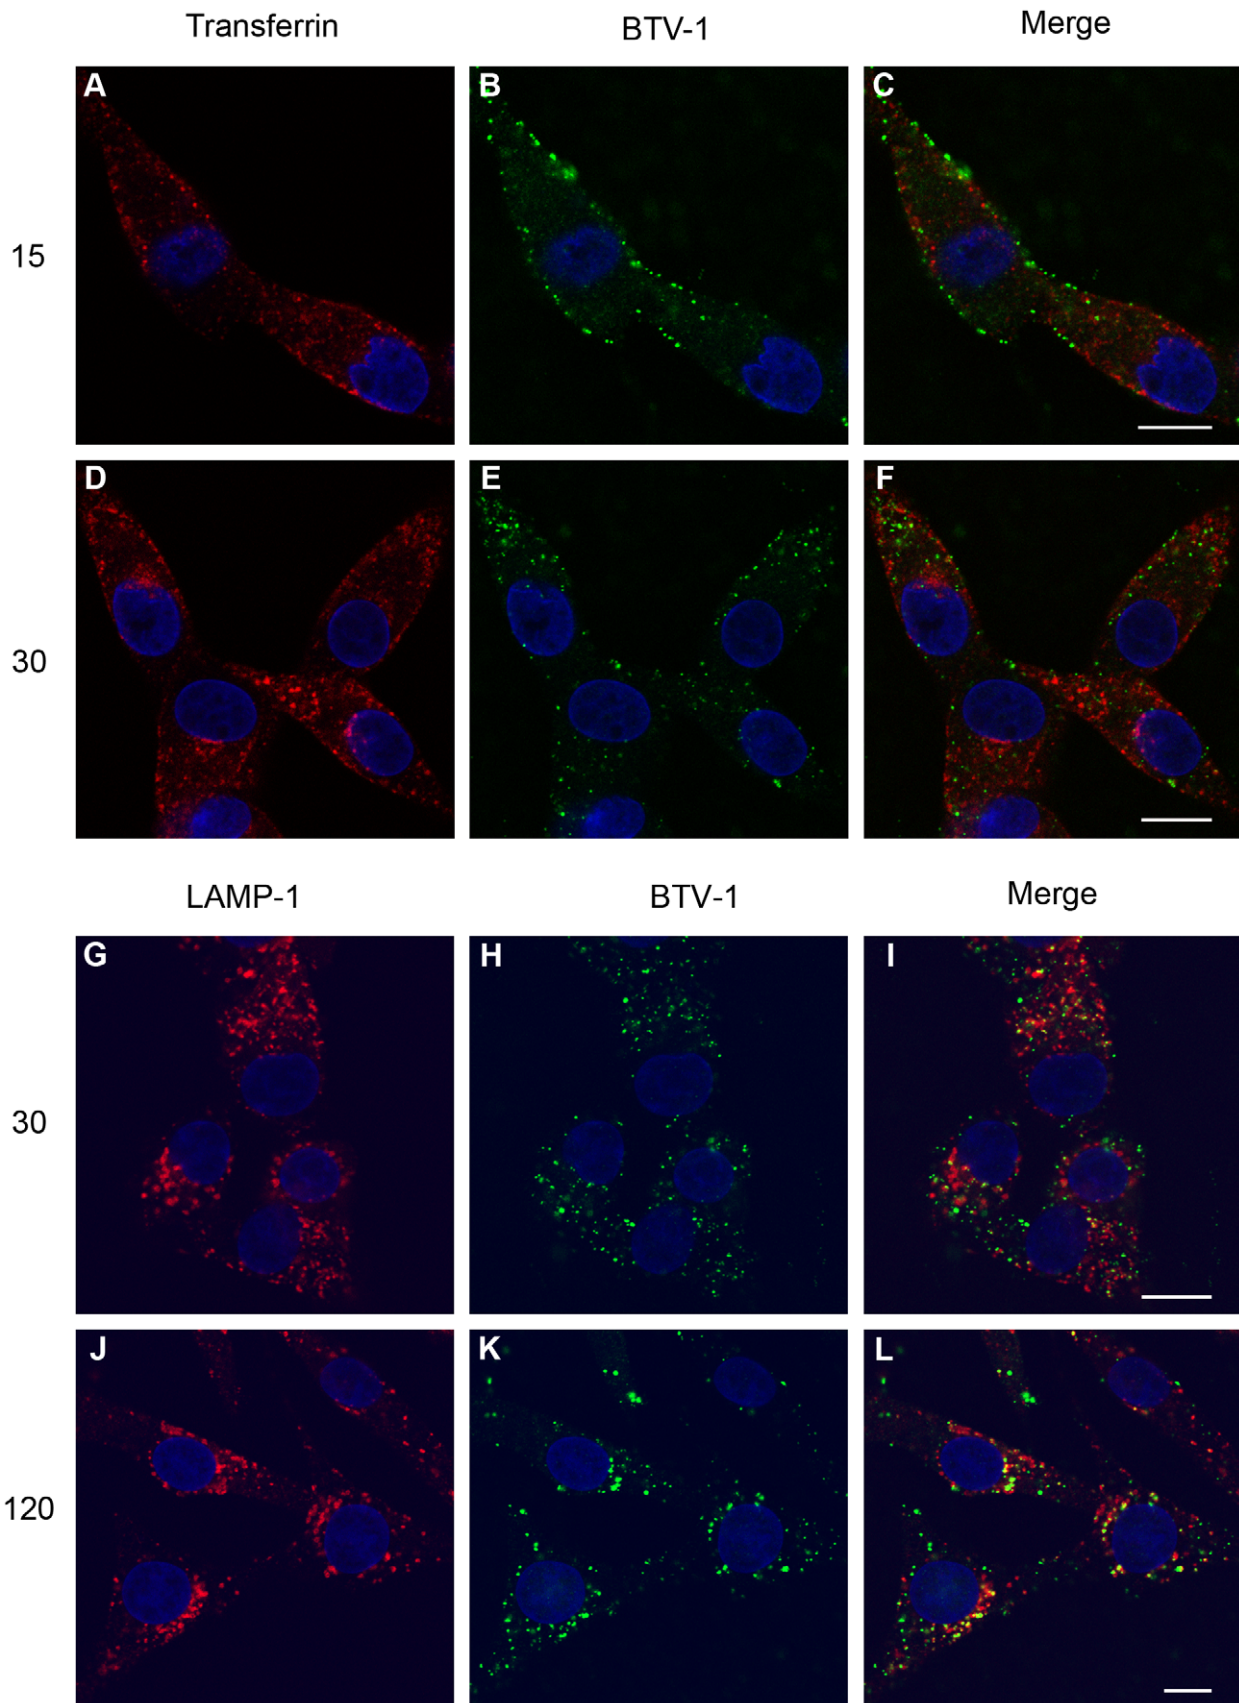 Transferrin BTV-1 Merge
A B C
15
D E F
30
LAMP-1 BTV-1 Merge
G H I
30
J K L
120